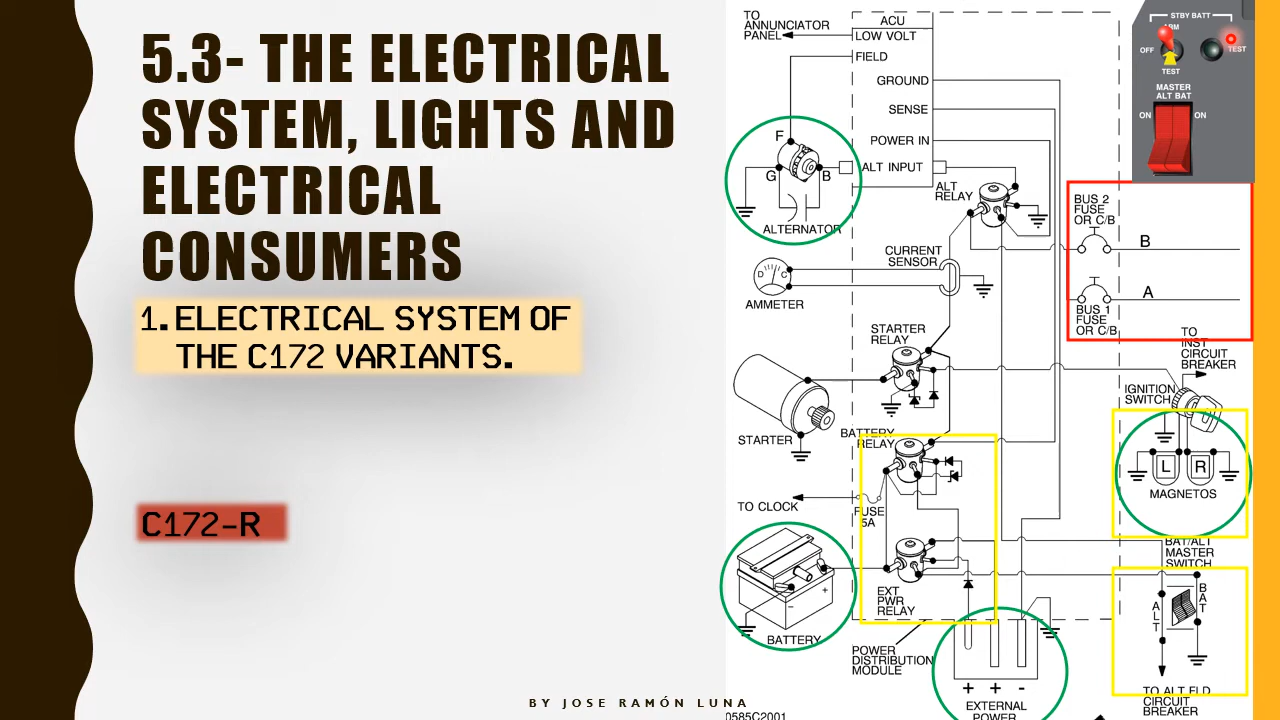 5.3- THE ELECTRICAL
SYSTEM, LIGHTS AND
ELECTRICAL
CONSUMERS
1. ELECTRICAL SYSTEM OF
THE C172 VARIANTS.
C172-R
BY JOSE RAMÓN LUNA
TO
ANNUNCIATOR
PANEL
ACU
LOW VOLT
FIELD
GROUND
SENSE
POWER IN
ALT INPUT
F
G
B
ALTERNATOR
ALT
RELAY
CURRENT
SENSOR
D C
AMMETER
STARTER
RELAY
STARTER
BATTERY
RELAY
TO CLOCK
FUSE
5A
BATTERY
- +
EXT
PWR
RELAY
POWER
DISTRIBUTION
MODULE
+ + -
EXTERNAL
POWER
0585C2001
STBY BATT
ARM
OFF
TEST
TEST
MASTER
ALT BAT
ON
ON
BUS 2
FUSE
OR C/B
B
A
BUS 1
FUSE
OR C/B
TO
INST
CIRCUIT
BREAKER
IGNITION
SWITCH
L R
MAGNETOS
BAT/ALT
MASTER
SWITCH
ALT
BAT
TO ALT FLD
CIRCUIT
BREAKER